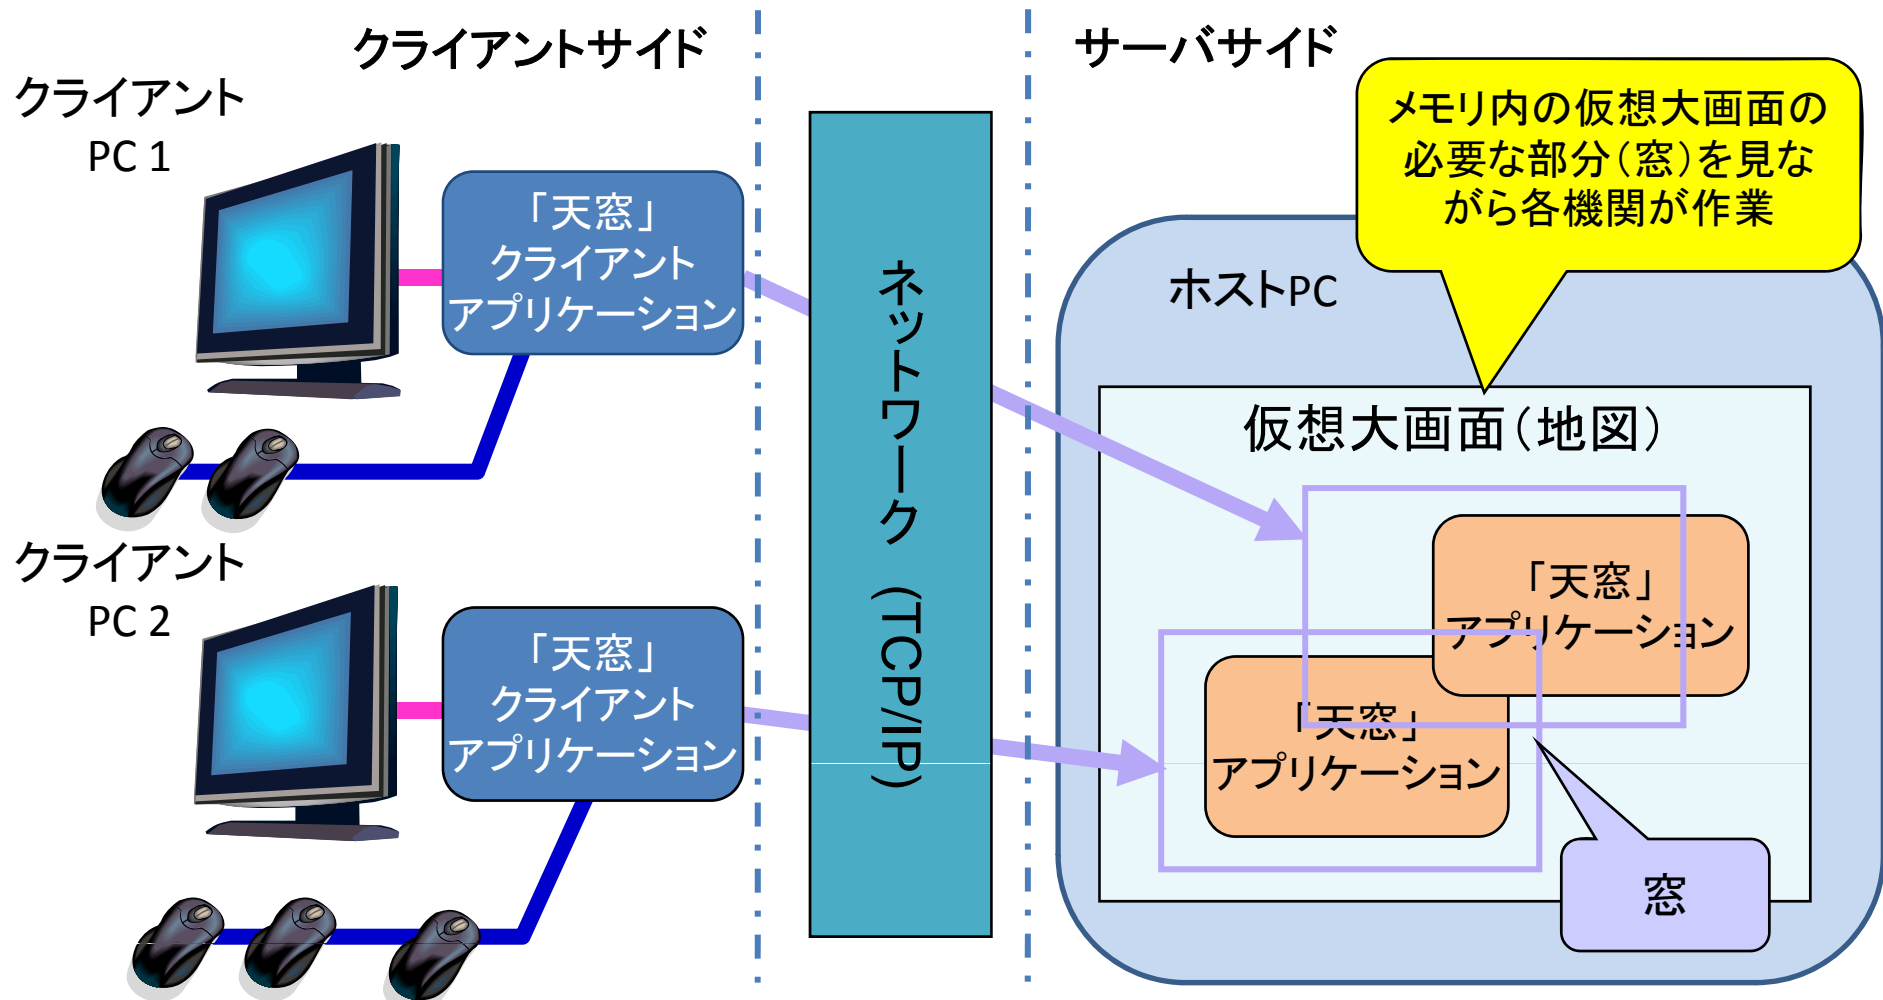 クライアントサイド
サーバサイド
クライアント
PC 1
「天窓」
クライアント
アプリケーション
クライアント
PC 2
「天窓」
クライアント
アプリケーション
ネットワーク (TCP/IP)
メモリ内の仮想大画面の
必要な部分(窓)を見な
がら各機関が作業
ホストPC
仮想大画面(地図)
「天窓」
アプリケーション
「天窓」
アプリケーション
窓